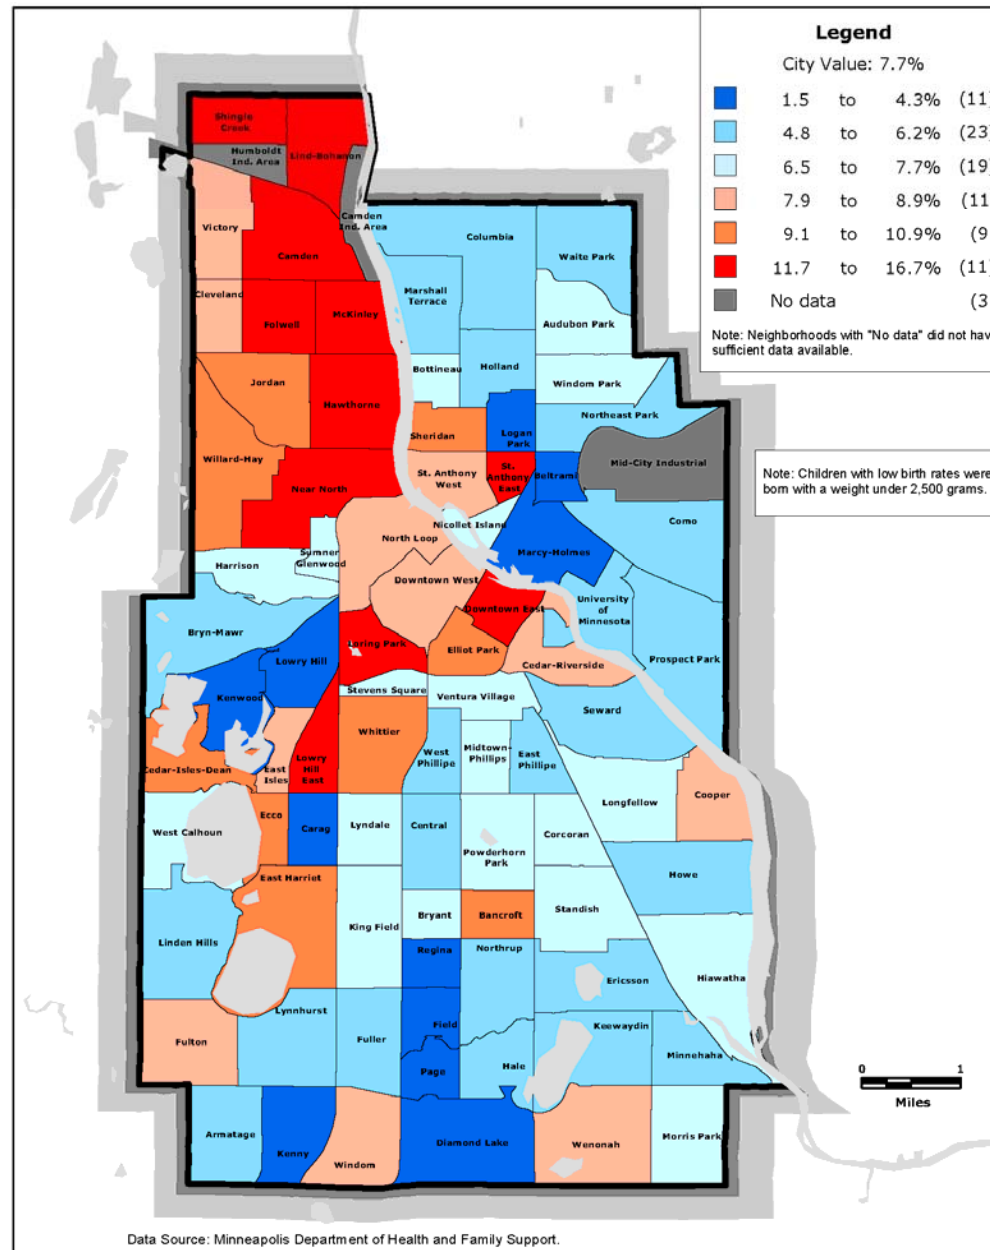 Legend
City Value: 7.7%
1.5 to 4.3% (11)
4.8 to 6.2% (23)
6.5 to 7.7% (19)
7.9 to 8.9% (11
9.1 to 10.9% (9
11.7 to 16.7% (11)
No data (3
Note: Neighborhoods with "No data" did not hav
sufficient data available.
Note: Children with low birth rates were
born with a weight under 2,500 grams.
Shingle
Creek
Humboldt
Ind. Area
Lind-Bohanon
Camden
Ind. Area
Victory
Camden
Columbia
Waite Park
Cleveland
Folwell
McKinley
Marshall
Terrace
Audubon Park
Bottineau
Holland
Windom Park
Jordan
Hawthorne
Sheridan
Logan
Park
Northeast Park
Willard-Hay
Near North
St. Anthony
West
St.
Anthony
East
Beltrami
Mid-City Industrial
Nicollet Island
Como
North Loop
Marcy-Holmes
Harrison
Sumner
Glenwood
Downtown West
Downtown East
University
of
Minnesota
Bryn-Mawr
Lowry Hill
Loring Park
Elliot Park
Cedar-Riverside
Prospect Park
Kenwood
Stevens Square
Ventura Village
Seward
Cedar-Isles-Dean
East
Isles
Lowry
Hill
East
Whittier
West
Phillipe
Midtown-
Phillips
East
Phillipe
Longfellow
Cooper
West Calhoun
Ecco
Carag
Lyndale
Central
Powderhorn
Park
Corcoran
Howe
East Harriet
King Field
Bryant
Bancroft
Standish
Linden Hills
Regina
Northrup
Ericsson
Hiawatha
Fulton
Lynnhurst
Fuller
Field
Page
Hale
Keewaydin
Minnehaha
Armatage
Kenny
Windom
Diamond Lake
Wenonah
Morris Park
0 1
Miles
Data Source: Minneapolis Department of Health and Family Support.